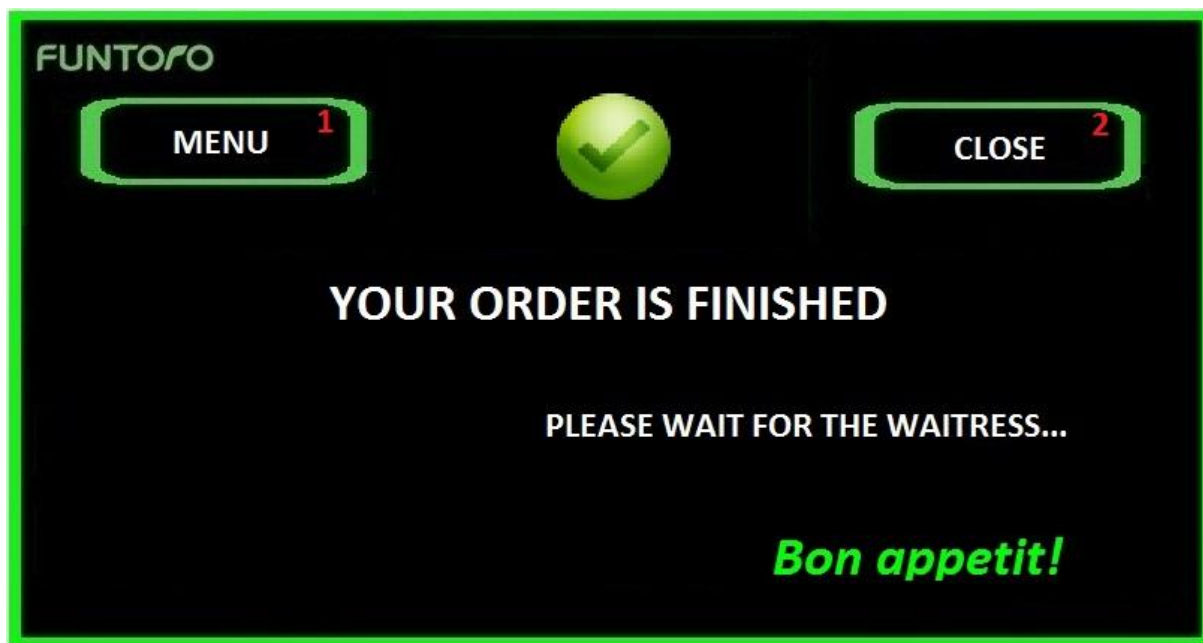 FUNTORO
MENU 1
CLOSE 2
YOUR ORDER IS FINISHED
PLEASE WAIT FOR THE WAITRESS...
Bon appetit!